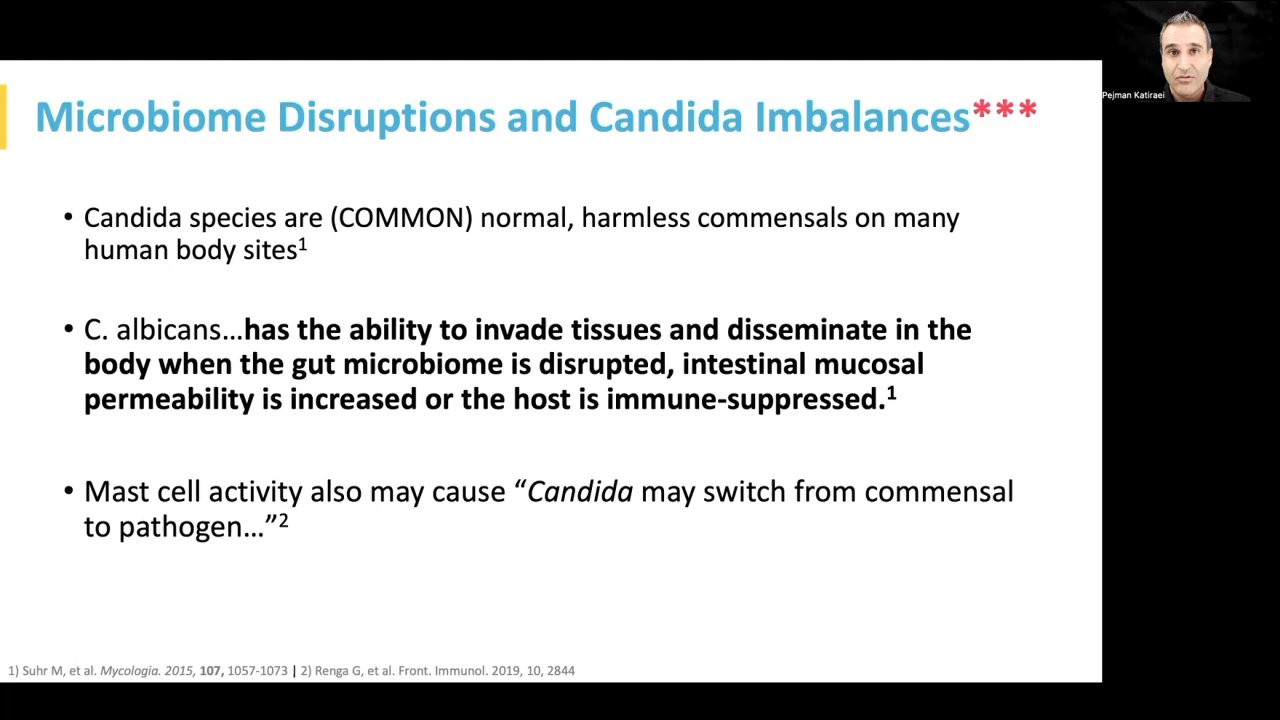 Microbiome Disruptions and Candida Imbalances***
Pejman Katiraei
• Candida species are (COMMON) normal, harmless commensals on many
human body sites¹
• C. albicans…has the ability to invade tissues and disseminate in the
body when the gut microbiome is disrupted, intestinal mucosal
permeability is increased or the host is immune-suppressed.¹
• Mast cell activity also may cause “Candida may switch from commensal
to pathogen…”²
1) Suhr M, et al. Mycologia. 2015, 107, 1057-1073 | 2) Renga G, et al. Front. Immunol. 2019, 10, 2844